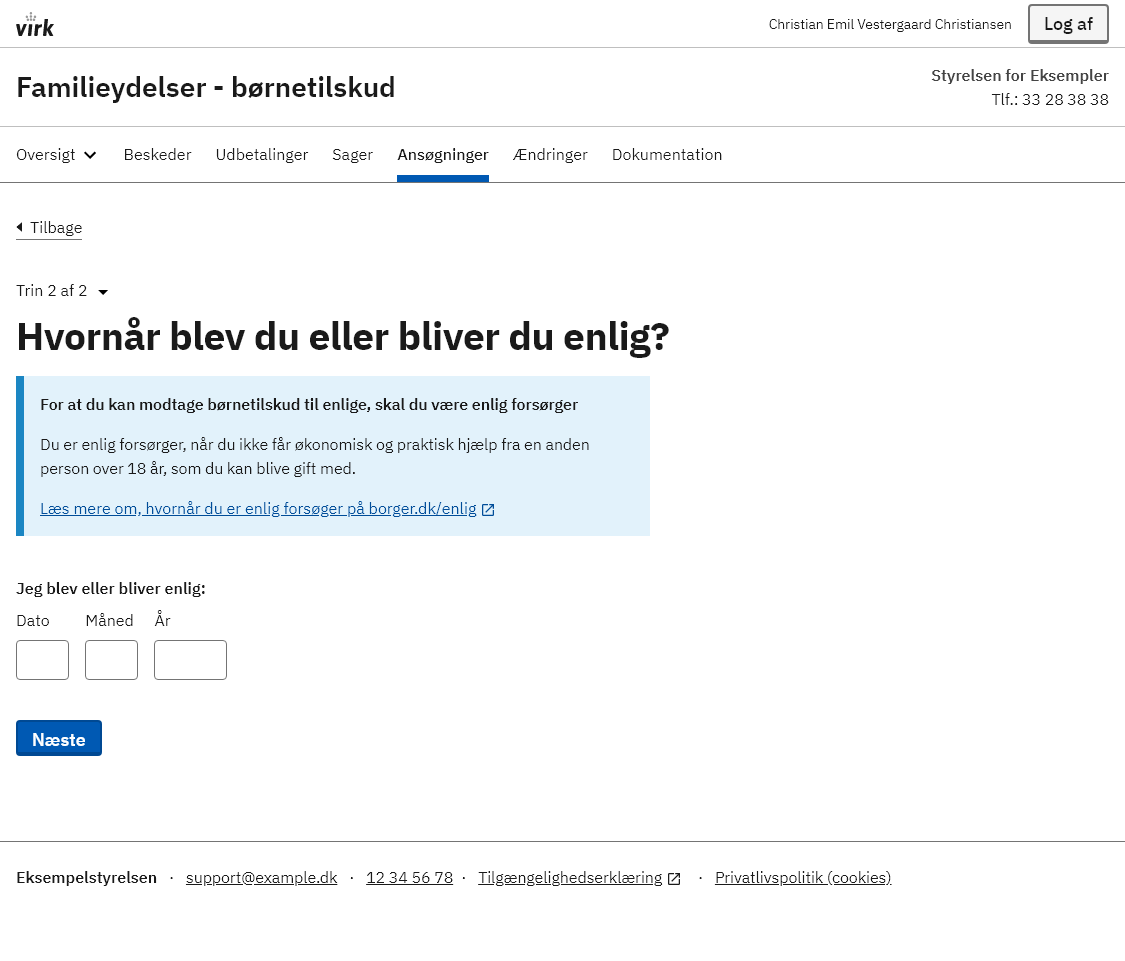 virk
Christian Emil Vestergaard Christiansen
Log af
Familieydelser - børnetilskud
Styrelsen for Eksempler
Tlf.: 33 28 38 38
Oversigt Beskeder Udbetalinger Sager Ansøgninger Ændringer Dokumentation
Tilbage
Trin 2 af 2
Hvornår blev du eller bliver du enlig?
For at du kan modtage børnetilskud til enlige, skal du være enlig forsørger
Du er enlig forsørger, når du ikke får økonomisk og praktisk hjælp fra en anden
person over 18 år, som du kan blive gift med.
Læs mere om, hvornår du er enlig forsøger på borger.dk/enlig
Jeg blev eller bliver enlig:
Dato Måned År
Næste
Eksempelstyrelsen · support@example.dk · 12 34 56 78 · Tilgængelighedserklæring · Privatlivspolitik (cookies)